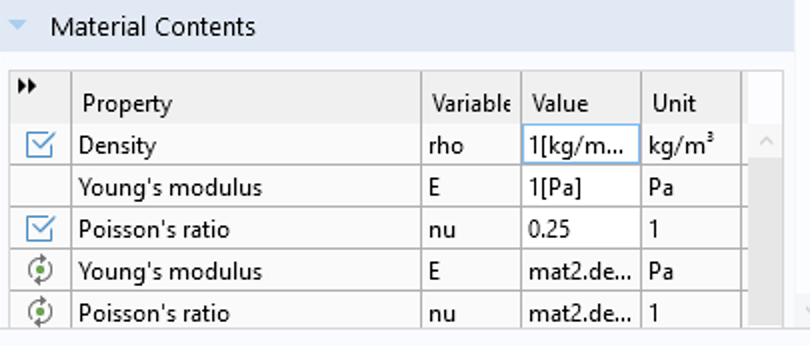 Material Contents
Property Variable Value Unit
Density rho 1[kg/m... kg/m³
Young's modulus E 1[Pa] Pa
Poisson's ratio nu 0.25 1
Young's modulus E mat2.de... Pa
Poisson's ratio nu mat2.de... 1